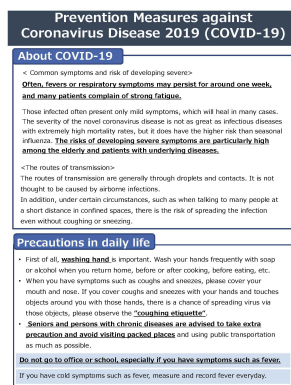 Prevention Measures against
Coronavirus Disease 2019 (COVID-19)
About COVID-19
< Common symptoms and risk of developing severe>
Often, fevers or respiratory symptoms may persist for around one week,
and many patients complain of strong fatigue.
Those infected often present only mild symptoms, which will heal in many cases.
The severity of the novel coronavirus disease is not as great as infectious diseases
with extremely high mortality rates, but it does have the higher risk than seasonal
influenza. The risks of developing severe symptoms are particularly high
among the elderly and patients with underlying diseases.
<The routes of transmission>
The routes of transmission are generally through droplets and contacts. It is not
thought to be caused by airborne infections.
In addition, under certain circumstances, such as when talking to many people at
a short distance in confined spaces, there is the risk of spreading the infection
even without coughing or sneezing.
Precautions in daily life
• First of all, washing hand is important. Wash your hands frequently with soap
or alcohol when you return home, before or after cooking, before eating, etc.
• When you have symptoms such as coughs and sneezes, please cover your
mouth and nose. If you cover coughs and sneezes with your hands and touches
objects around you with those hands, there is a chance of spreading virus via
those objects, please observe the "coughing etiquette".
• Seniors and persons with chronic diseases are advised to take extra
precaution and avoid visiting packed places and using public transportation
as much as possible.
Do not go to office or school, especially if you have symptoms such as fever.
If you have cold symptoms such as fever, measure and record fever everyday.